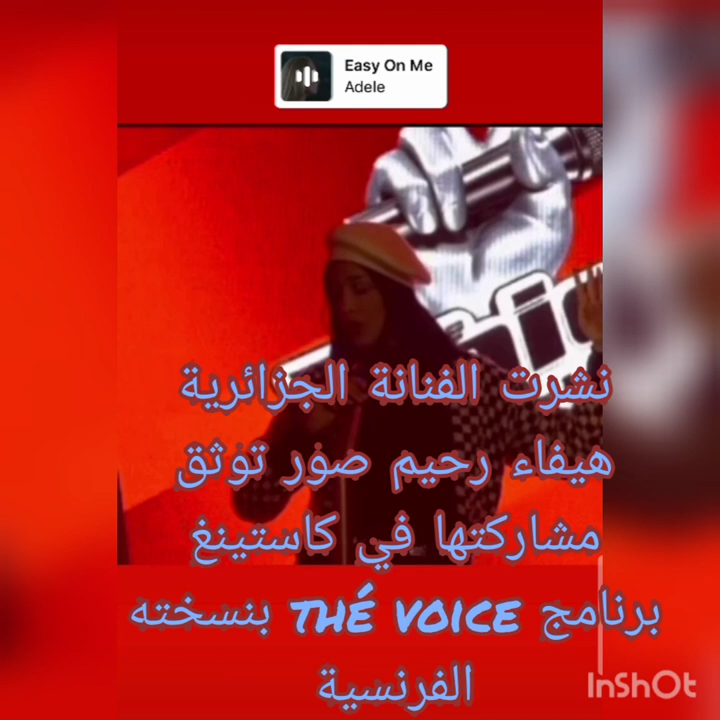 Easy On Me
Adele
نشرت الفنانة الجزائرية
هيفاء رحيم صور توثق
مشاركتها في كاستينغ
برنامج THÉ VOICE بنسخته
الفرنسية
InShOt